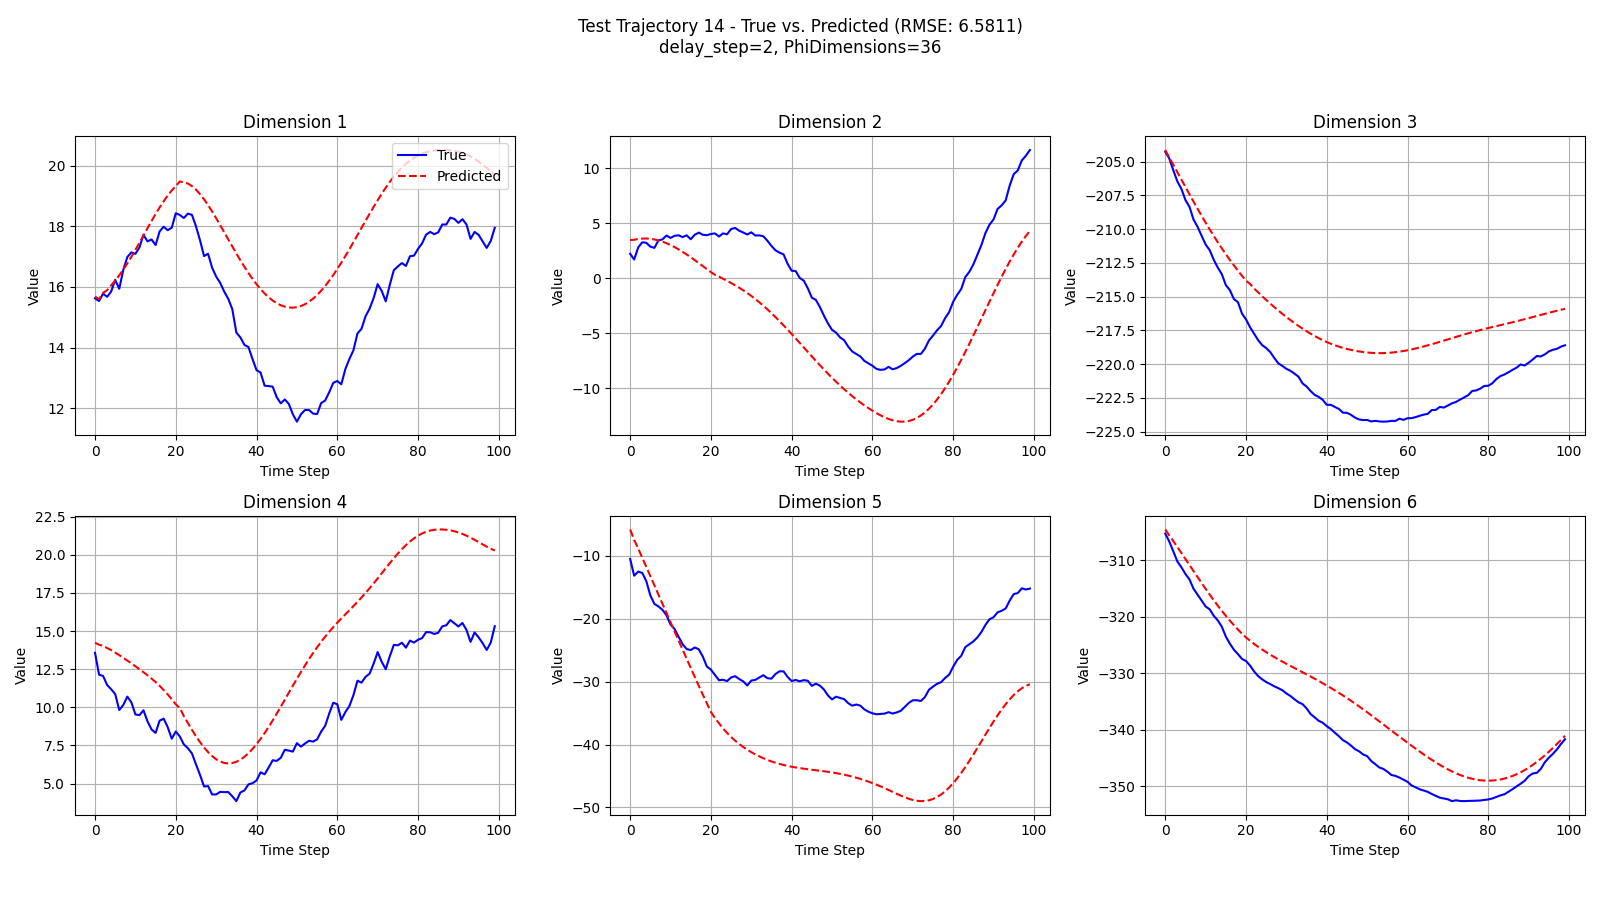 Test Trajectory 14 - True vs. Predicted (RMSE: 6.5811)
delay_step=2, PhiDimensions=36
Dimension 1
Value
20
18
16
14
12
0 20 40 60 80 100
Time Step
True
Predicted
Dimension 2
Value
10
5
0
−5
−10
0 20 40 60 80 100
Time Step
Dimension 3
Value
−205.0
−207.5
−210.0
−212.5
−215.0
−217.5
−220.0
−222.5
−225.0
0 20 40 60 80 100
Time Step
Dimension 4
Value
22.5
20.0
17.5
15.0
12.5
10.0
7.5
5.0
0 20 40 60 80 100
Time Step
Dimension 5
Value
−10
−20
−30
−40
−50
0 20 40 60 80 100
Time Step
Dimension 6
Value
−310
−320
−330
−340
−350
0 20 40 60 80 100
Time Step